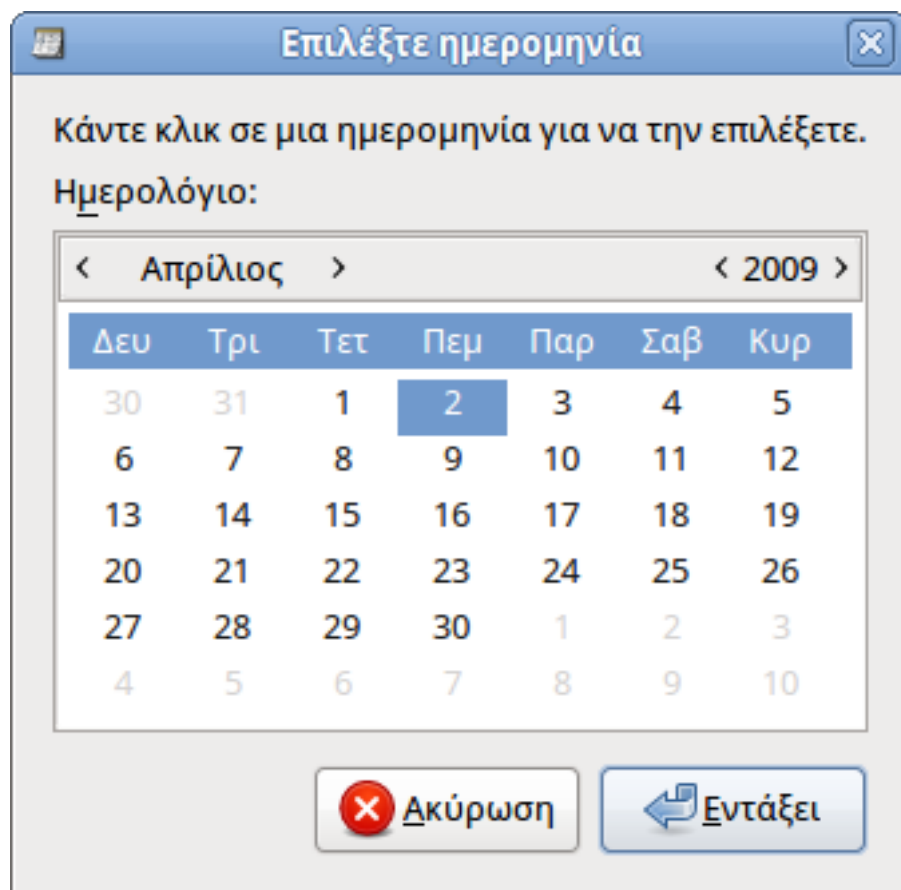 Επιλέξτε ημερομηνία
Κάντε κλικ σε μια ημερομηνία για να την επιλέξετε.
Ημερολόγιο:
< Απρίλιος > < 2009 >
Δευ Τρι Τετ Πεμ Παρ Σαβ Κυρ
30 31 1 2 3 4 5
6 7 8 9 10 11 12
13 14 15 16 17 18 19
20 21 22 23 24 25 26
27 28 29 30 1 2 3
4 5 6 7 8 9 10
Ακύρωση Εντάξει